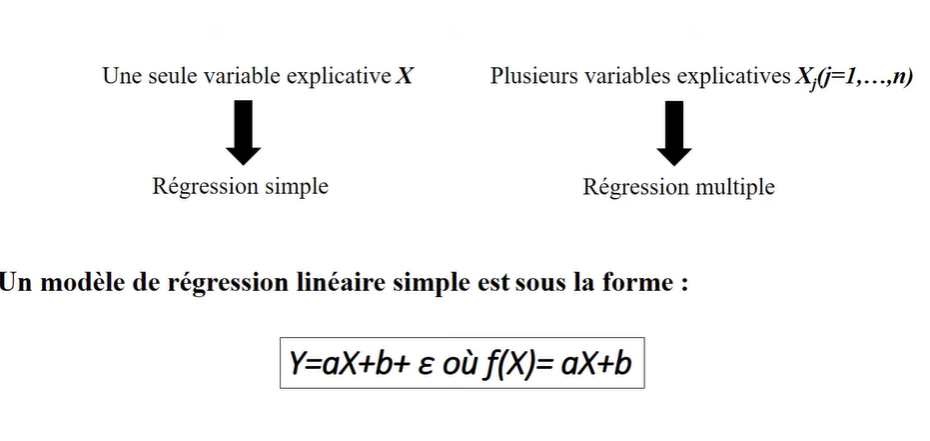 Une seule variable explicative X
Plusieurs variables explicatives Xj(j=1,…,n)
Régression simple
Régression multiple
Un modèle de régression linéaire simple est sous la forme :
Y=aX+b+ ε où f(X)= aX+b